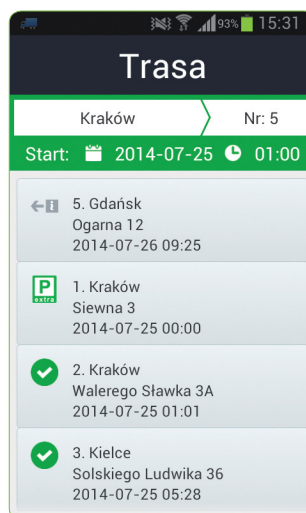 93% 15:31
Trasa
Kraków Nr: 5
Start: 2014-07-25 01:00
5. Gdańsk
Ogarna 12
2014-07-26 09:25
P
extra
1. Kraków
Siewna 3
2014-07-25 00:00
2. Kraków
Walerego Sławka 3A
2014-07-25 01:01
3. Kielce
Solskiego Ludwika 36
2014-07-25 05:28